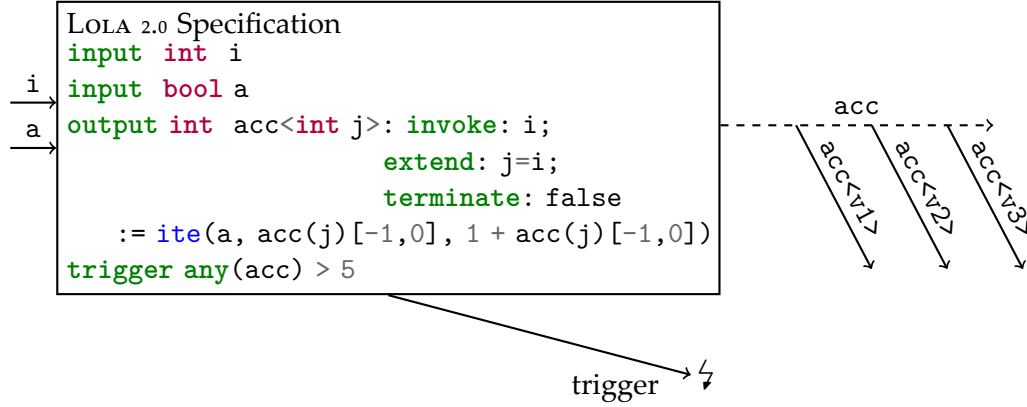 LOLA 2.0 Specification
input int i
input bool a
output int acc<int j>: invoke: i;
extend: j=i;
terminate: false
:= ite(a, acc(j)[-1,0], 1 + acc(j)[-1,0])
trigger any(acc) > 5
i
a
acc
acc<v1>
acc<v2>
acc<v3>
trigger